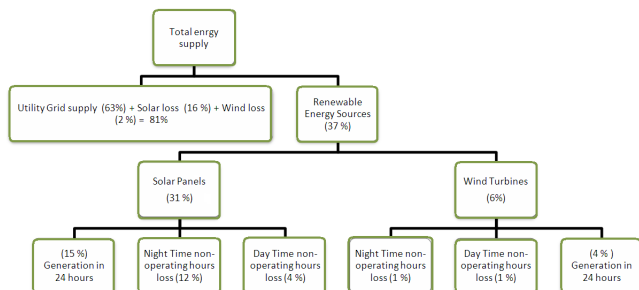 Total enrgy
supply
Utility Grid supply (63%) + Solar loss (16 %) + Wind loss
(2 %) = 81%
Renewable
Energy Sources
(37 %)
Solar Panels
(31 %)
Wind Turbines
(6%)
(15 %)
Generation in
24 hours
Night Time non-
operating hours
loss (12 %)
Day Time non-
operating hours
loss (4 %)
Night Time non-
operating hours
loss (1 %)
Day Time non-
operating hours
loss (1 %)
(4 % )
Generation in
24 hours